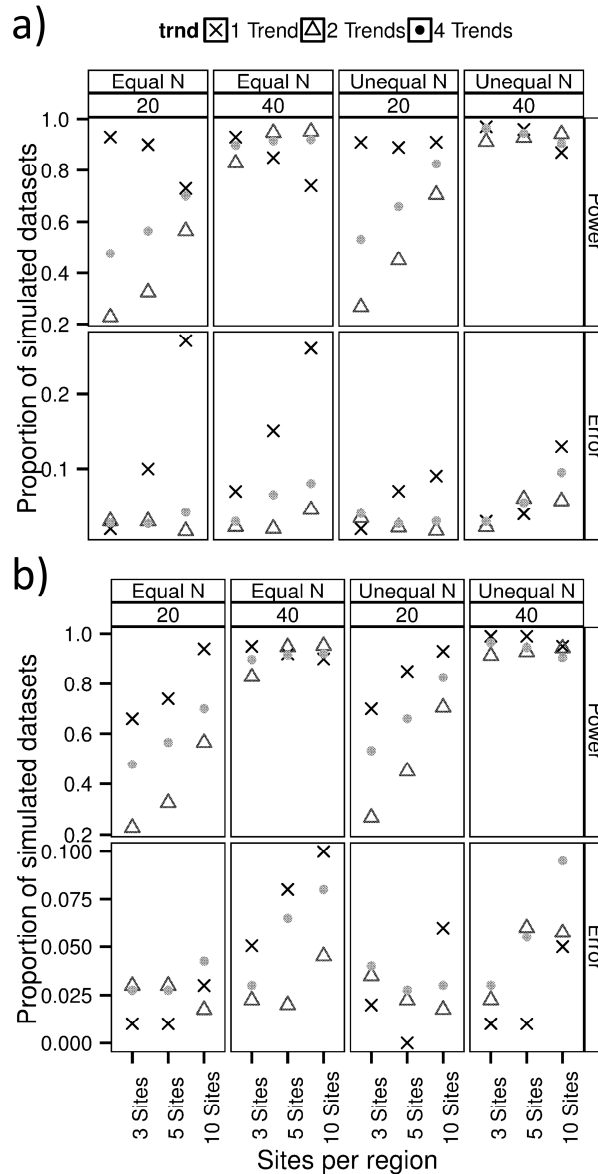 a)
trnd 1 Trend 2 Trends 4 Trends
Equal N Equal N Unequal N Unequal N
20 40 20 40
Proportion of simulated datasets
1.0
0.8
0.6
0.4
0.2
Power
0.2
0.1
Error
b)
Equal N Equal N Unequal N Unequal N
20 40 20 40
Proportion of simulated datasets
1.0
0.8
0.6
0.4
0.2
Power
0.100
0.075
0.050
0.025
0.000
Error
3 Sites 5 Sites 10 Sites 3 Sites 5 Sites 10 Sites 3 Sites 5 Sites 10 Sites 3 Sites 5 Sites 10 Sites
Sites per region